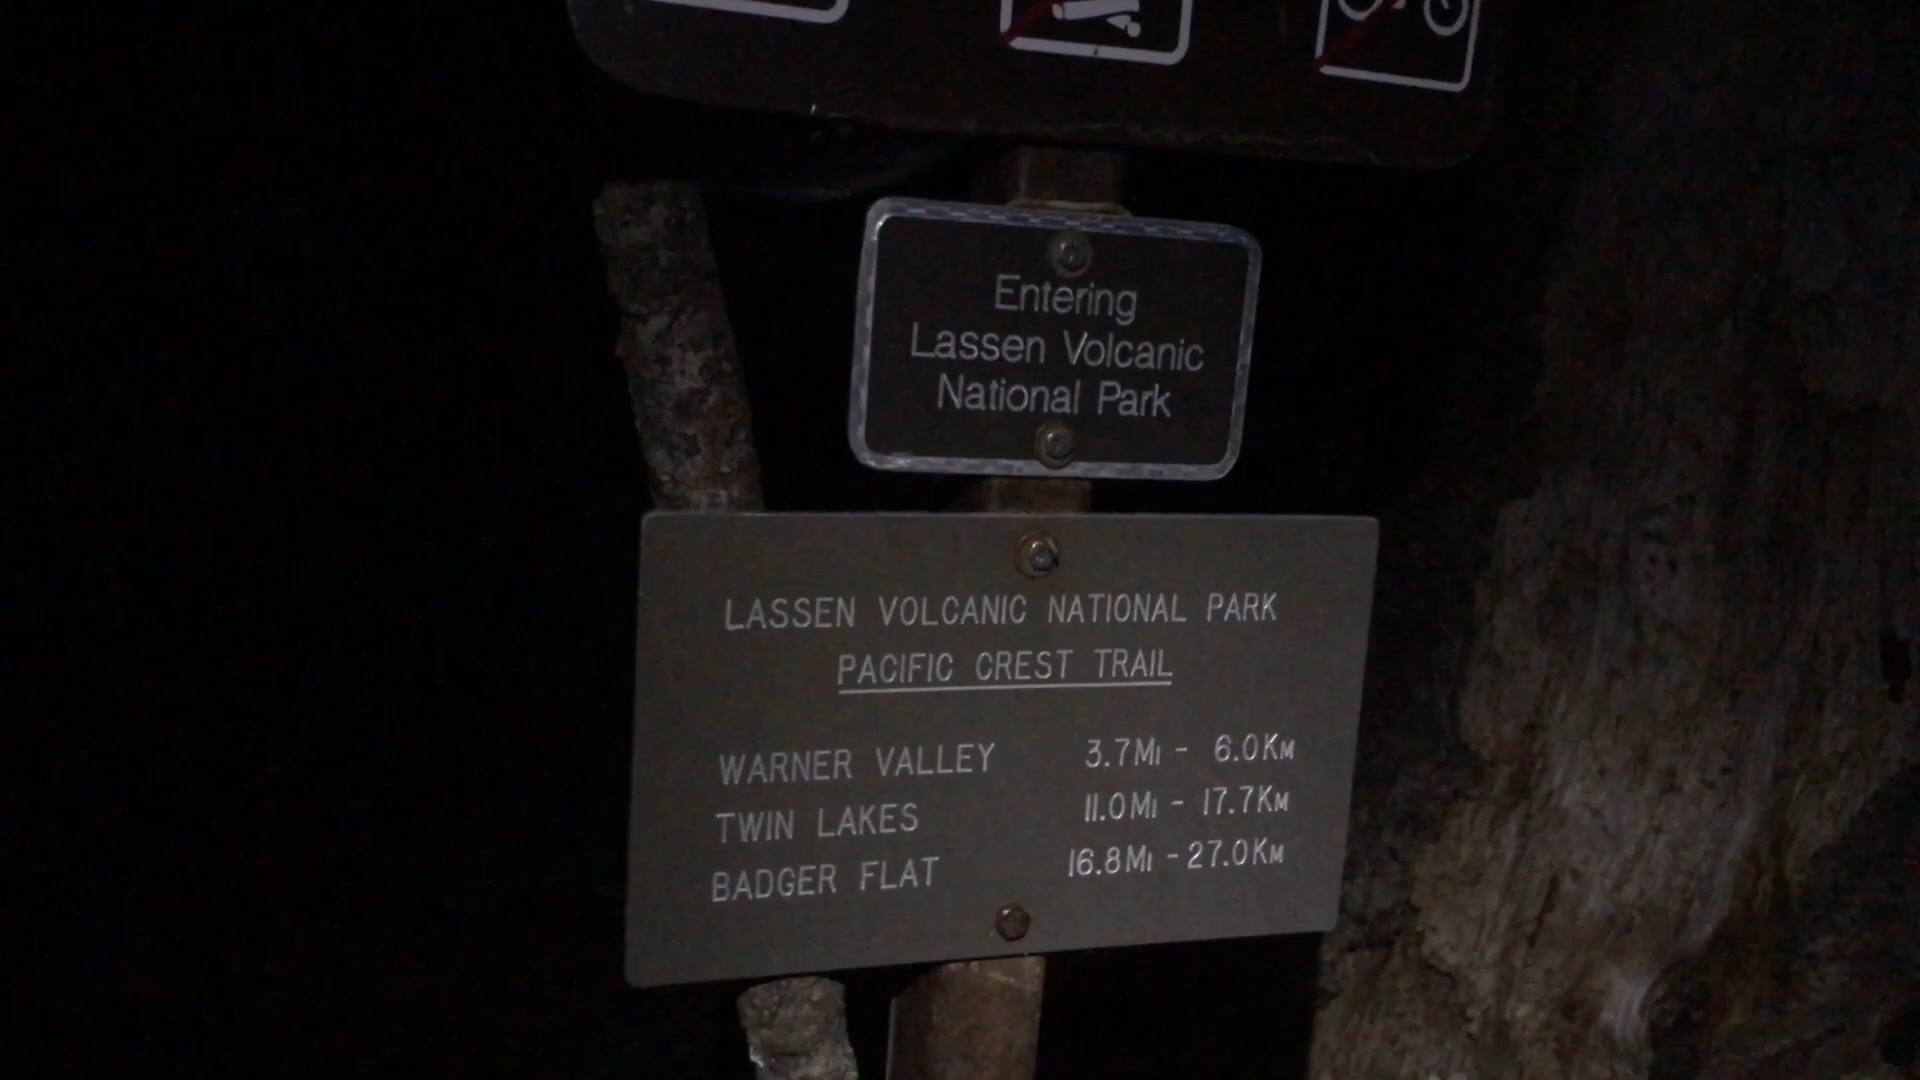 Entering
Lassen Volcanic
National Park
LASSEN VOLCANIC NATIONAL PARK
PACIFIC CREST TRAIL
WARNER VALLEY 3.7MI - 6.0KM
TWIN LAKES 11.0MI - 17.7KM
BADGER FLAT 16.8MI - 27.0KM